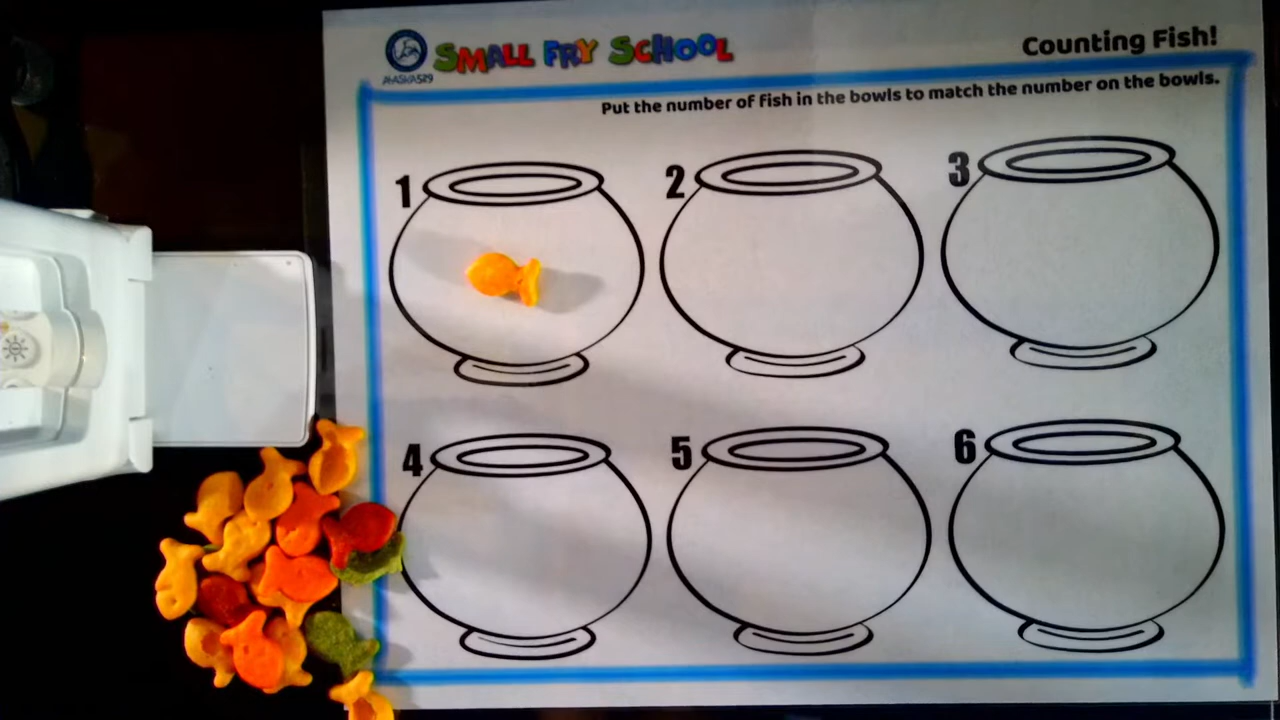 SMALL FRY SCHOOL
Counting Fish!
Put the number of fish in the bowls to match the number on the bowls.
1
2
3
4
5
6